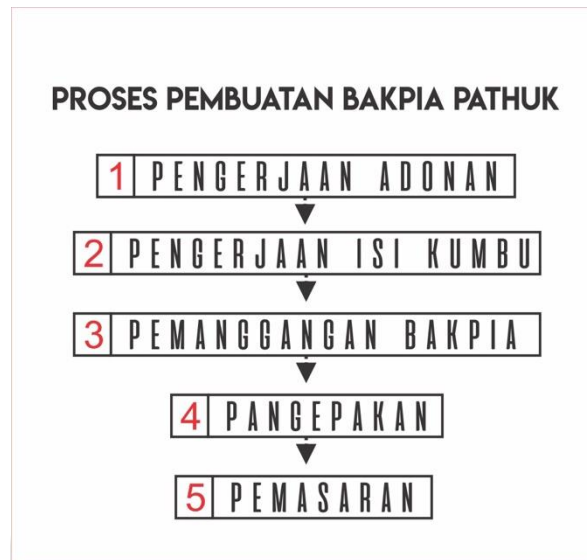 PROSES PEMBUATAN BAKPIA PATHUK
1 PENGERJAAN ADONAN
2 PENGERJAAN ISI KUMBU
3 PEMANGGANGAN BAKPIA
4 PANGEPAKAN
5 PEMASARAN